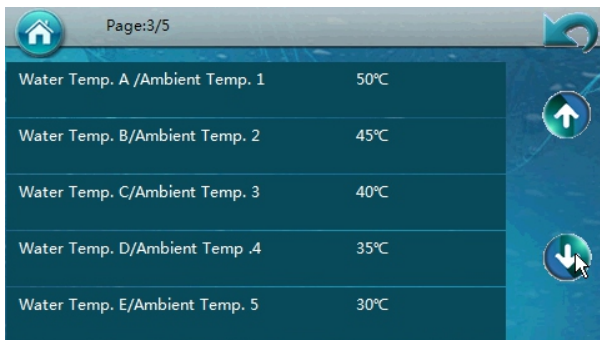 Page:3/5
Water Temp. A /Ambient Temp. 1 50℃
Water Temp. B/Ambient Temp. 2 45℃
Water Temp. C/Ambient Temp. 3 40℃
Water Temp. D/Ambient Temp .4 35℃
Water Temp. E/Ambient Temp. 5 30℃